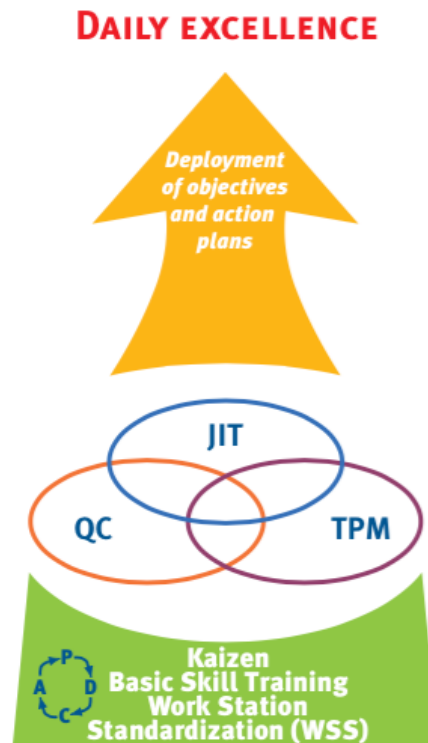 DAILY EXCELLENCE
Deployment
of objectives
and action
plans
JIT
QC
TPM
P
A
D
C
Kaizen
Basic Skill Training
Work Station
Standardization (WSS)